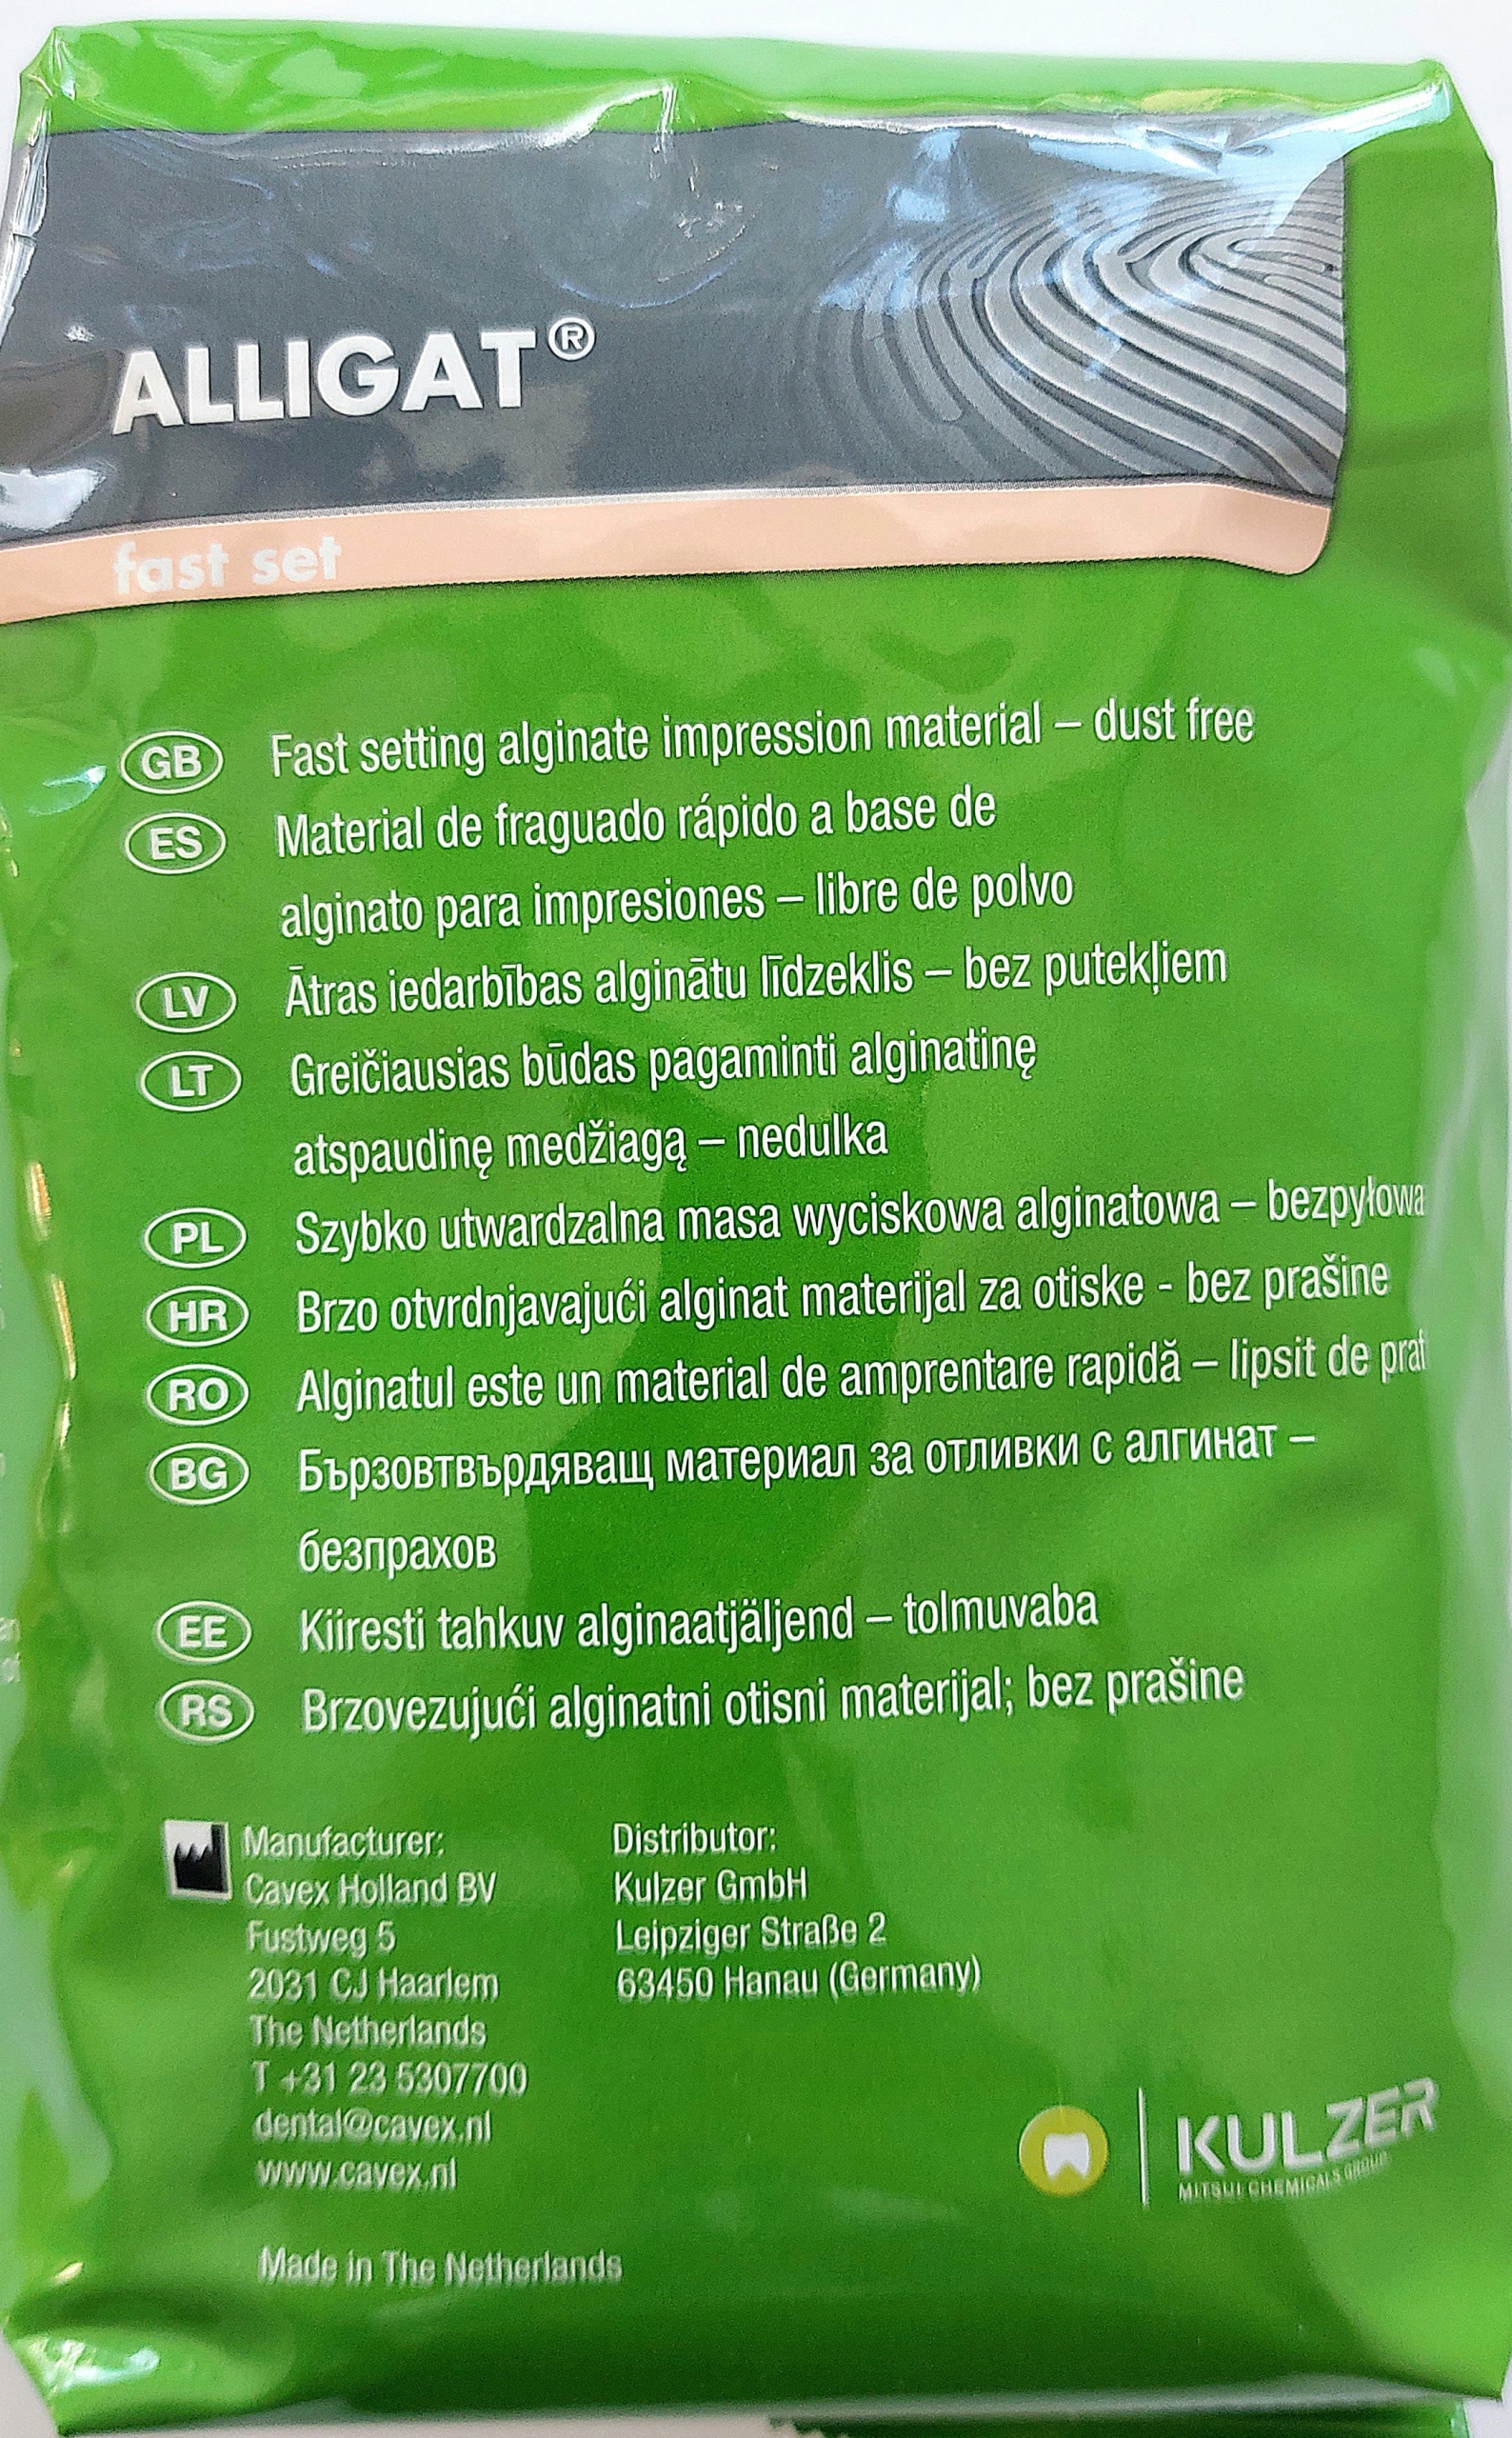 ALLIGAT®
fast set
GB Fast setting alginate impression material – dust free
ES Material de fraguado rápido a base de
alginato para impresiones – libre de polvo
LV Ātras iedarbības alginātu līdzeklis – bez putekļiem
LT Greičiausias būdas pagaminti alginatinę
atspaudinę medžiagą – nedulka
PL Szybko utwardzalna masa wyciskowa alginatowa – bezpyłowa
HR Brzo otvrdnjavajući alginat materijal za otiske - bez prašine
RO Alginatul este un material de amprentare rapidă – lipsit de praf
BG Бързовтвърдяващ материал за отливки с алгинат –
безпрахов
EE Kiiresti tahkuv alginaatjäljend – tolmuvaba
RS Brzovezujući alginatni otisni materijal; bez prašine
Manufacturer:
Cavex Holland BV
Fustweg 5
2031 CJ Haarlem
The Netherlands
T +31 23 5307700
dental@cavex.nl
www.cavex.nl
Distributor:
Kulzer GmbH
Leipziger Straße 2
63450 Hanau (Germany)
KULZER
MITSUI CHEMICALS GROUP
Made in The Netherlands